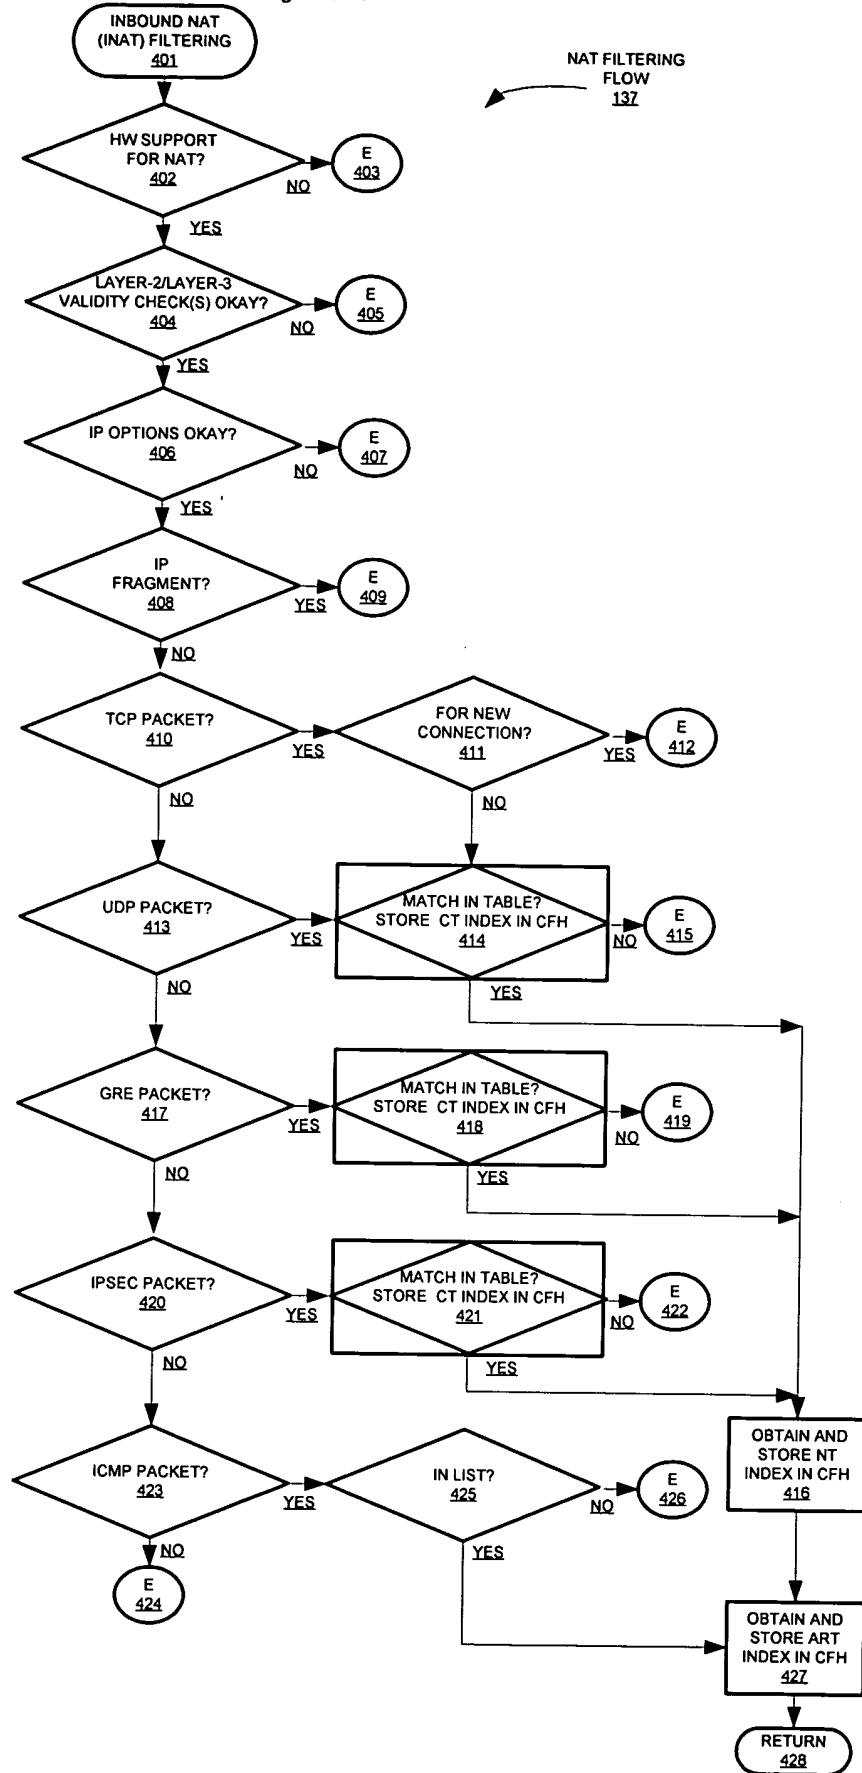 INBOUND NAT
(INAT) FILTERING
401
NAT FILTERING
FLOW
137
HW SUPPORT
FOR NAT?
402
NO
E
403
YES
LAYER-2/LAYER-3
VALIDITY CHECK(S) OKAY?
404
NO
E
405
YES
IP OPTIONS OKAY?
406
NO
E
407
YES
IP
FRAGMENT?
408
YES
E
409
NO
TCP PACKET?
410
YES
FOR NEW
CONNECTION?
411
YES
E
412
NO
NO
UDP PACKET?
413
YES
MATCH IN TABLE?
STORE CT INDEX IN CFH
414
NO
E
415
NO
YES
GRE PACKET?
417
YES
MATCH IN TABLE?
STORE CT INDEX IN CFH
418
NO
E
419
NO
YES
IPSEC PACKET?
420
YES
MATCH IN TABLE?
STORE CT INDEX IN CFH
421
NO
E
422
NO
YES
OBTAIN AND
STORE NT
INDEX IN CFH
416
ICMP PACKET?
423
YES
IN LIST?
425
NO
E
426
NO
YES
E
424
OBTAIN AND
STORE ART
INDEX IN CFH
427
RETURN
428